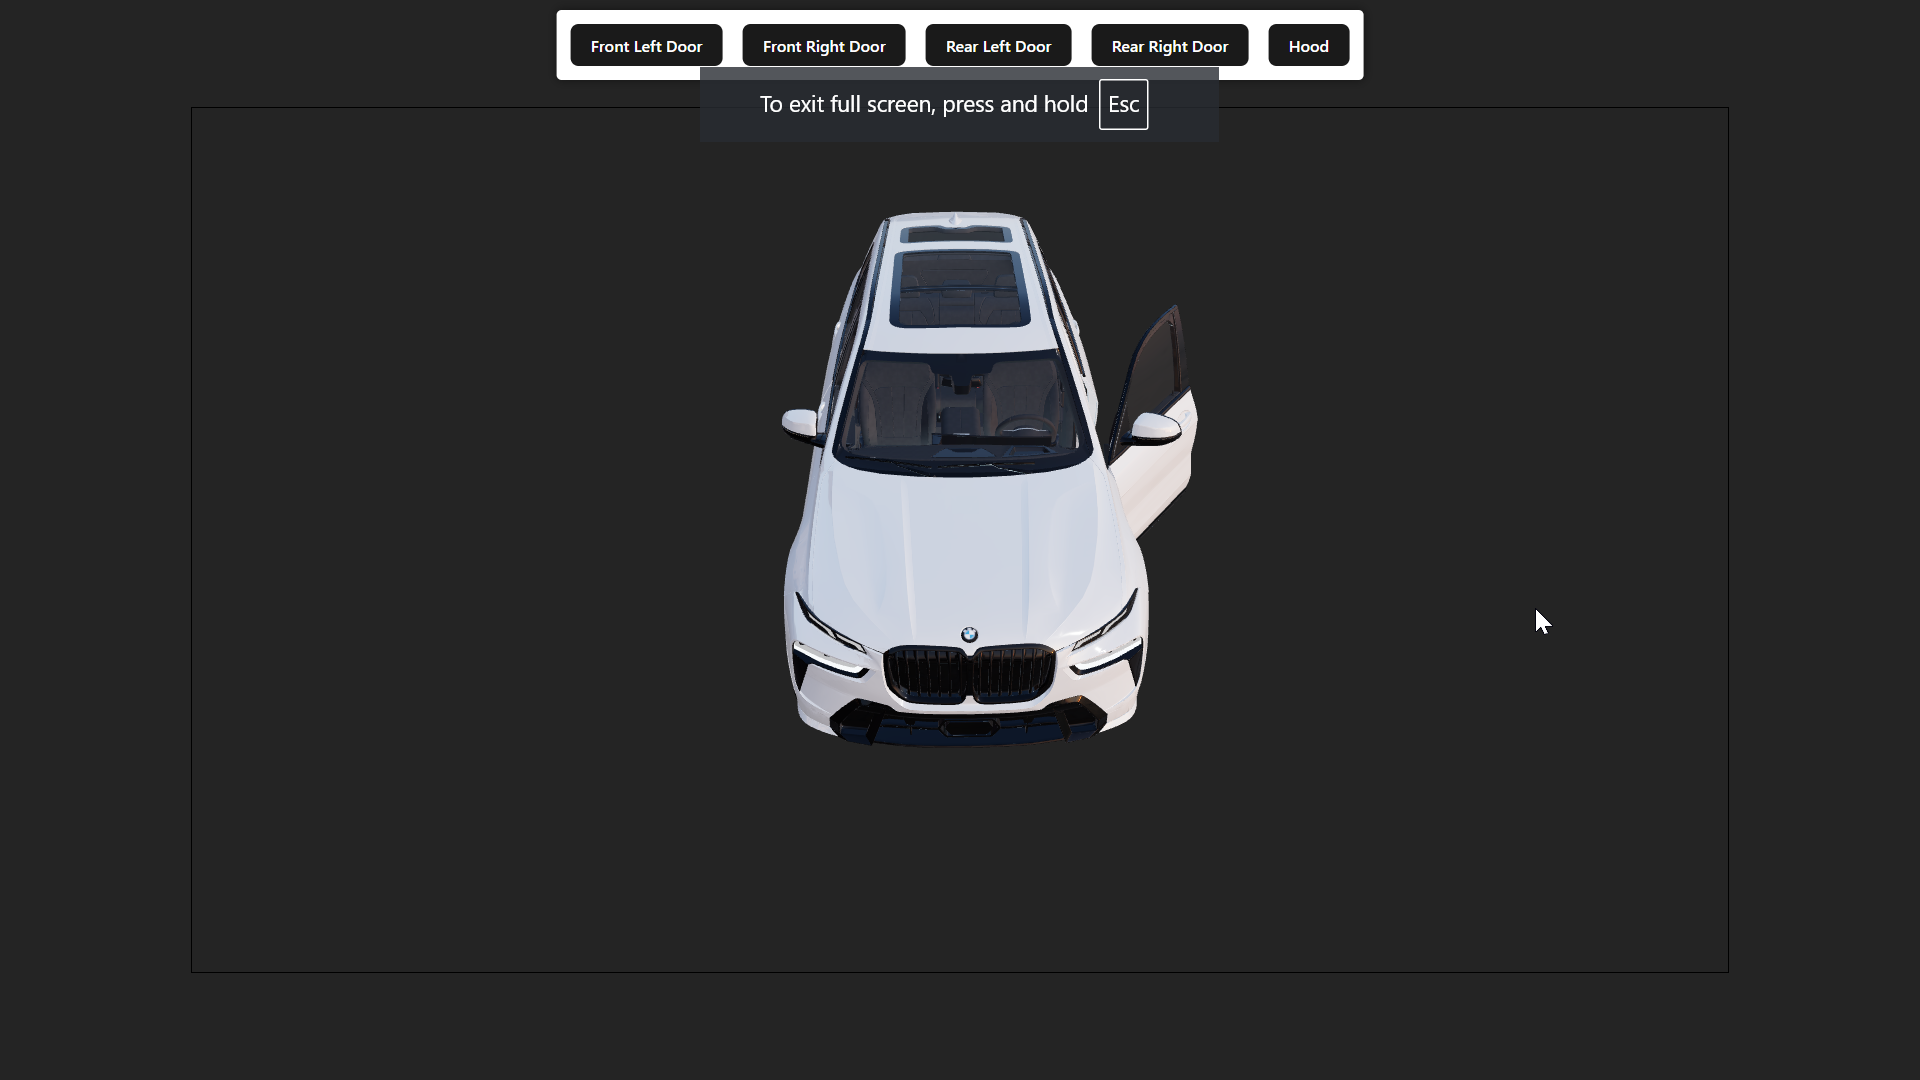 Front Left Door
Front Right Door
Rear Left Door
Rear Right Door
Hood
To exit full screen, press and hold Esc